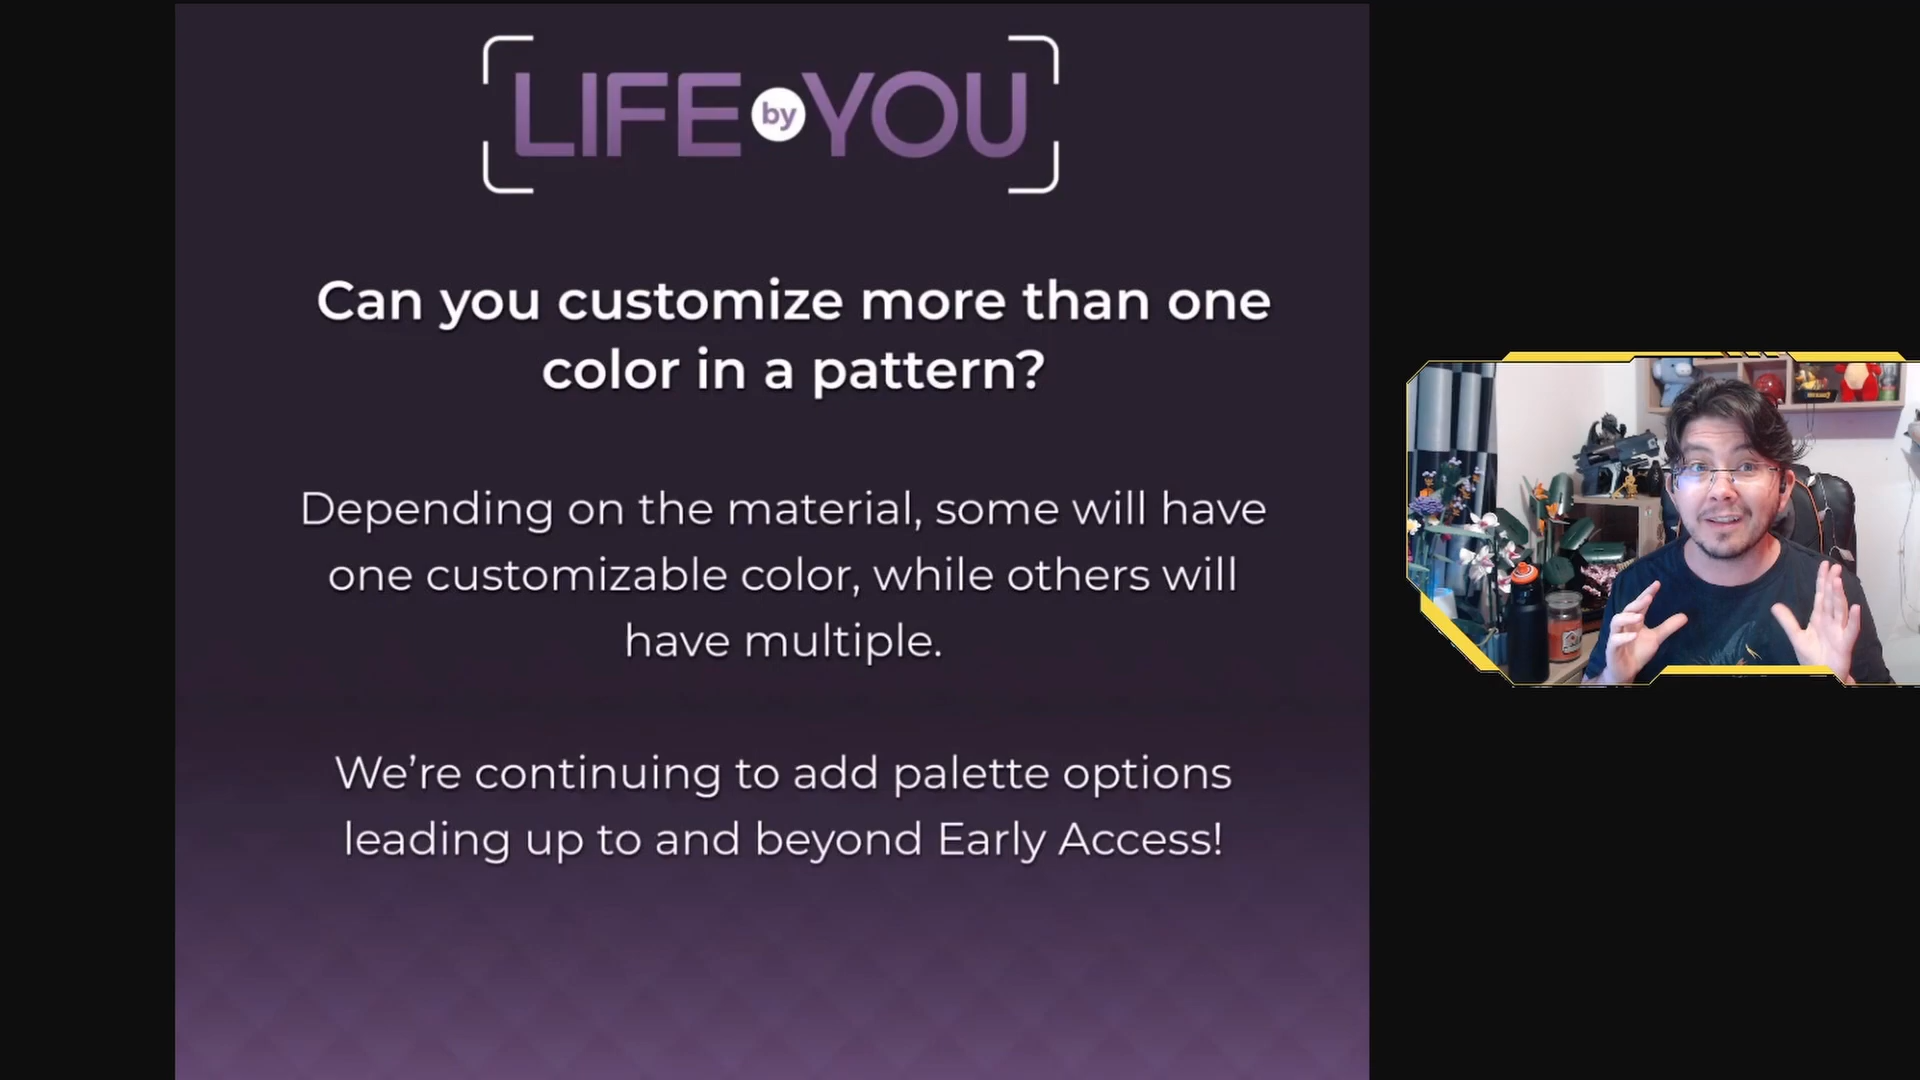 LIFE by YOU
Can you customize more than one
color in a pattern?
Depending on the material, some will have
one customizable color, while others will
have multiple.
We’re continuing to add palette options
leading up to and beyond Early Access!